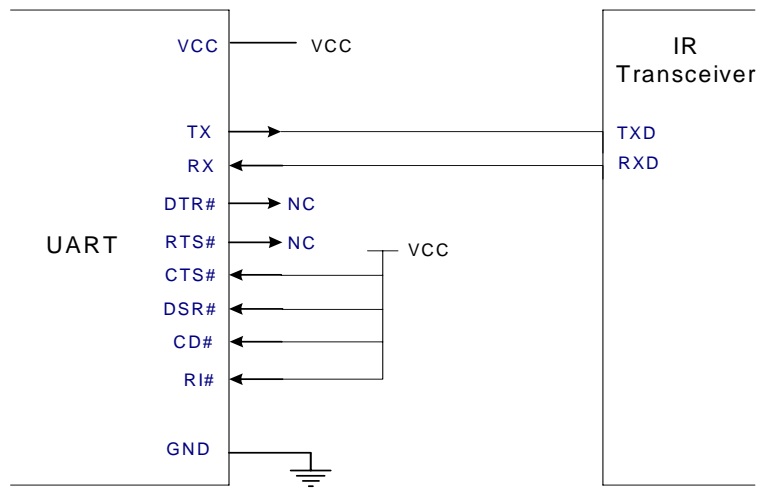 VCC
VCC
IR
Transceiver
TX
TXD
RX
RXD
DTR#
NC
UART
RTS#
NC
VCC
CTS#
DSR#
CD#
RI#
GND